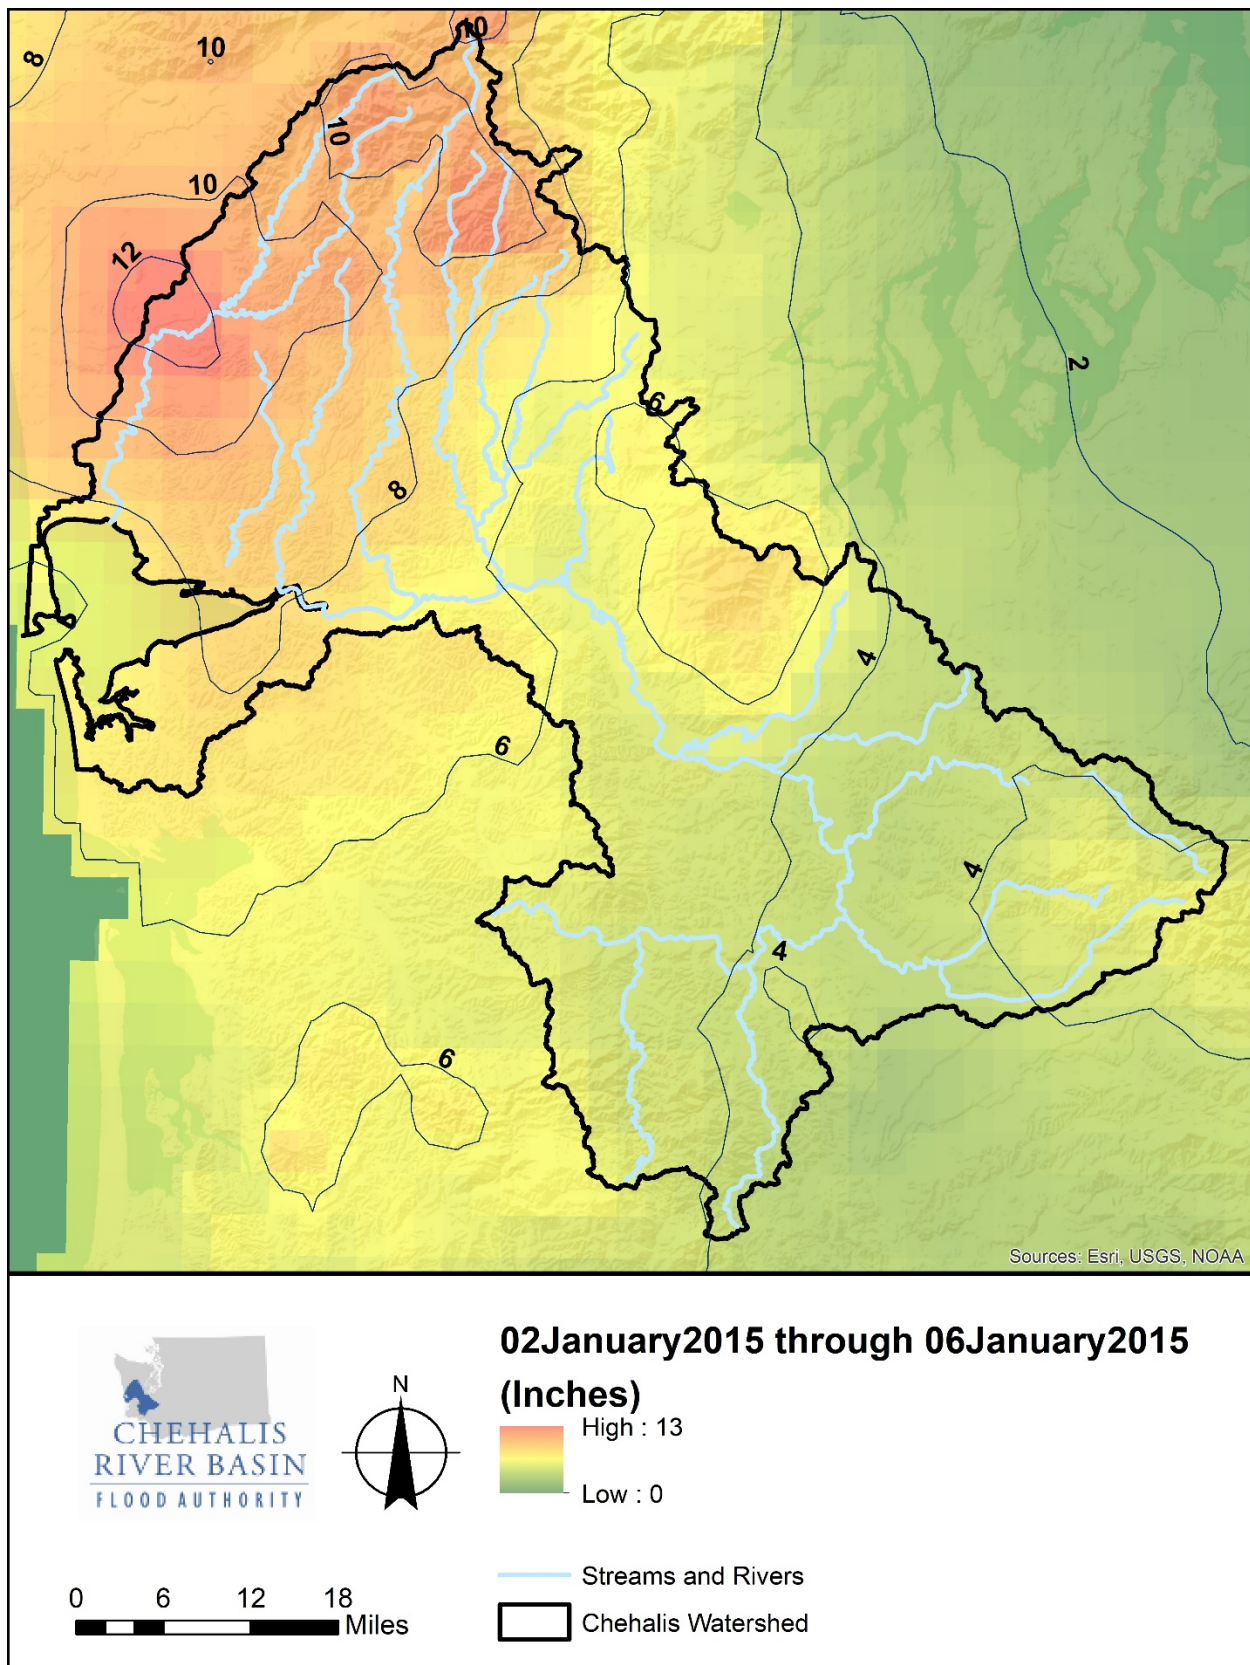 10
10
8
10
10
12
2
6
8
4
6
4
4
6
Sources: Esri, USGS, NOAA
02January2015 through 06January2015
(Inches)
High : 13
Low : 0
CHEHALIS
RIVER BASIN
FLOOD AUTHORITY
N
Streams and Rivers
Chehalis Watershed
0 6 12 18
Miles